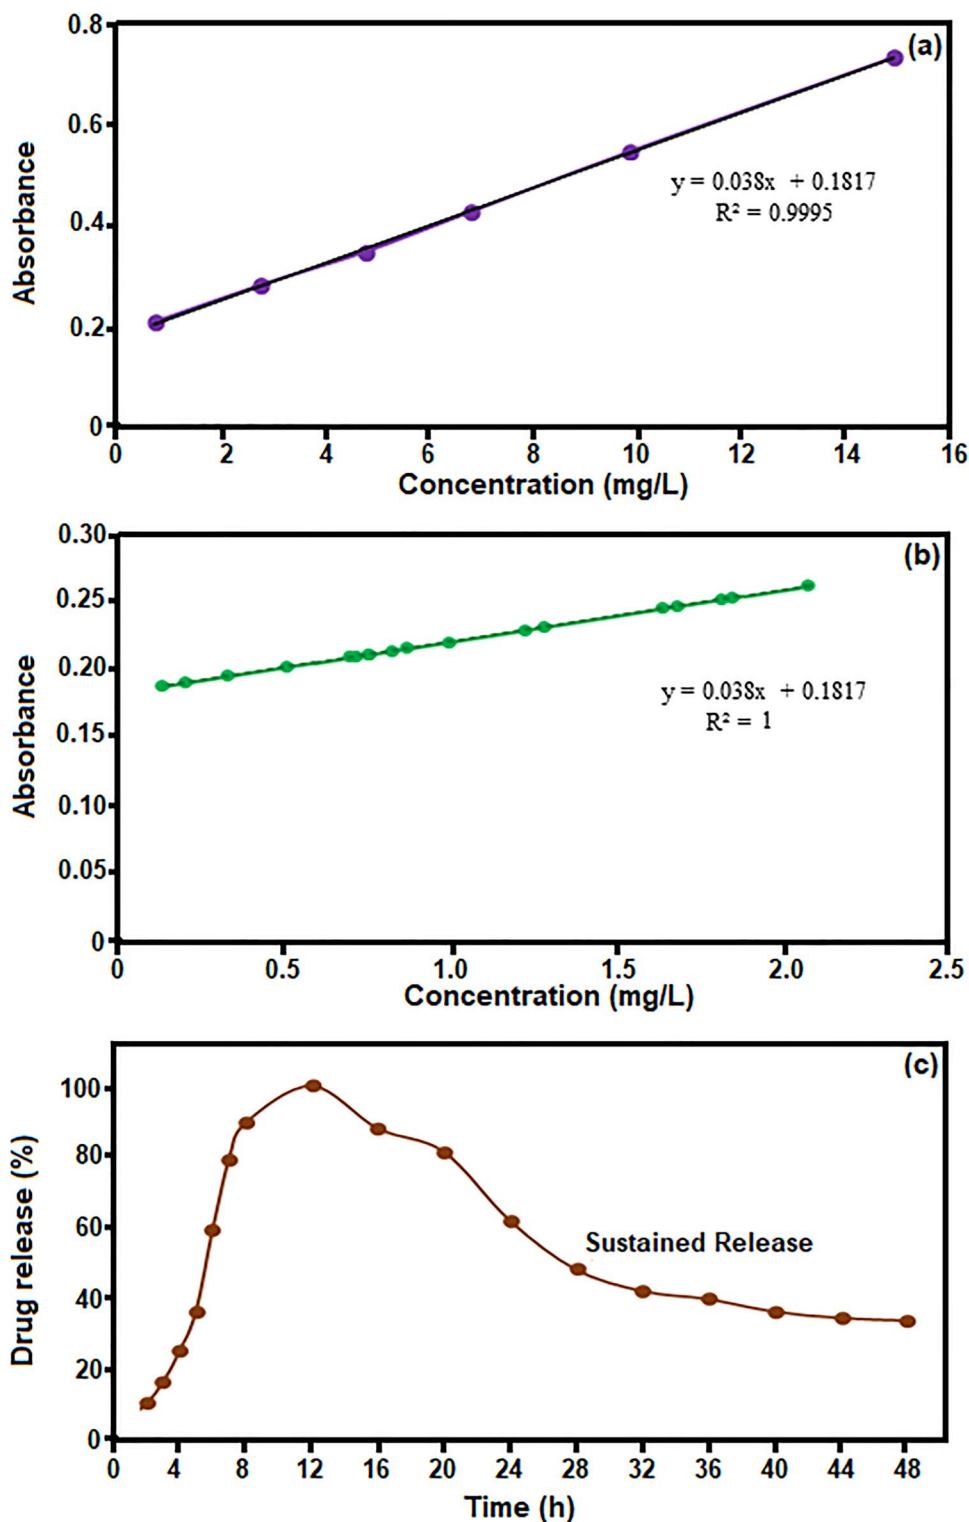 (a)
0.8
0.6
0.4
0.2
0
Absorbance
y = 0.038x + 0.1817
R² = 0.9995
0 2 4 6 8 10 12 14 16
Concentration (mg/L)
(b)
0.30
0.25
0.20
0.15
0.10
0.05
0
Absorbance
y = 0.038x + 0.1817
R² = 1
0 0.5 1.0 1.5 2.0 2.5
Concentration (mg/L)
(c)
100
80
60
40
20
0
Drug release (%)
Sustained Release
0 4 8 12 16 20 24 28 32 36 40 44 48
Time (h)